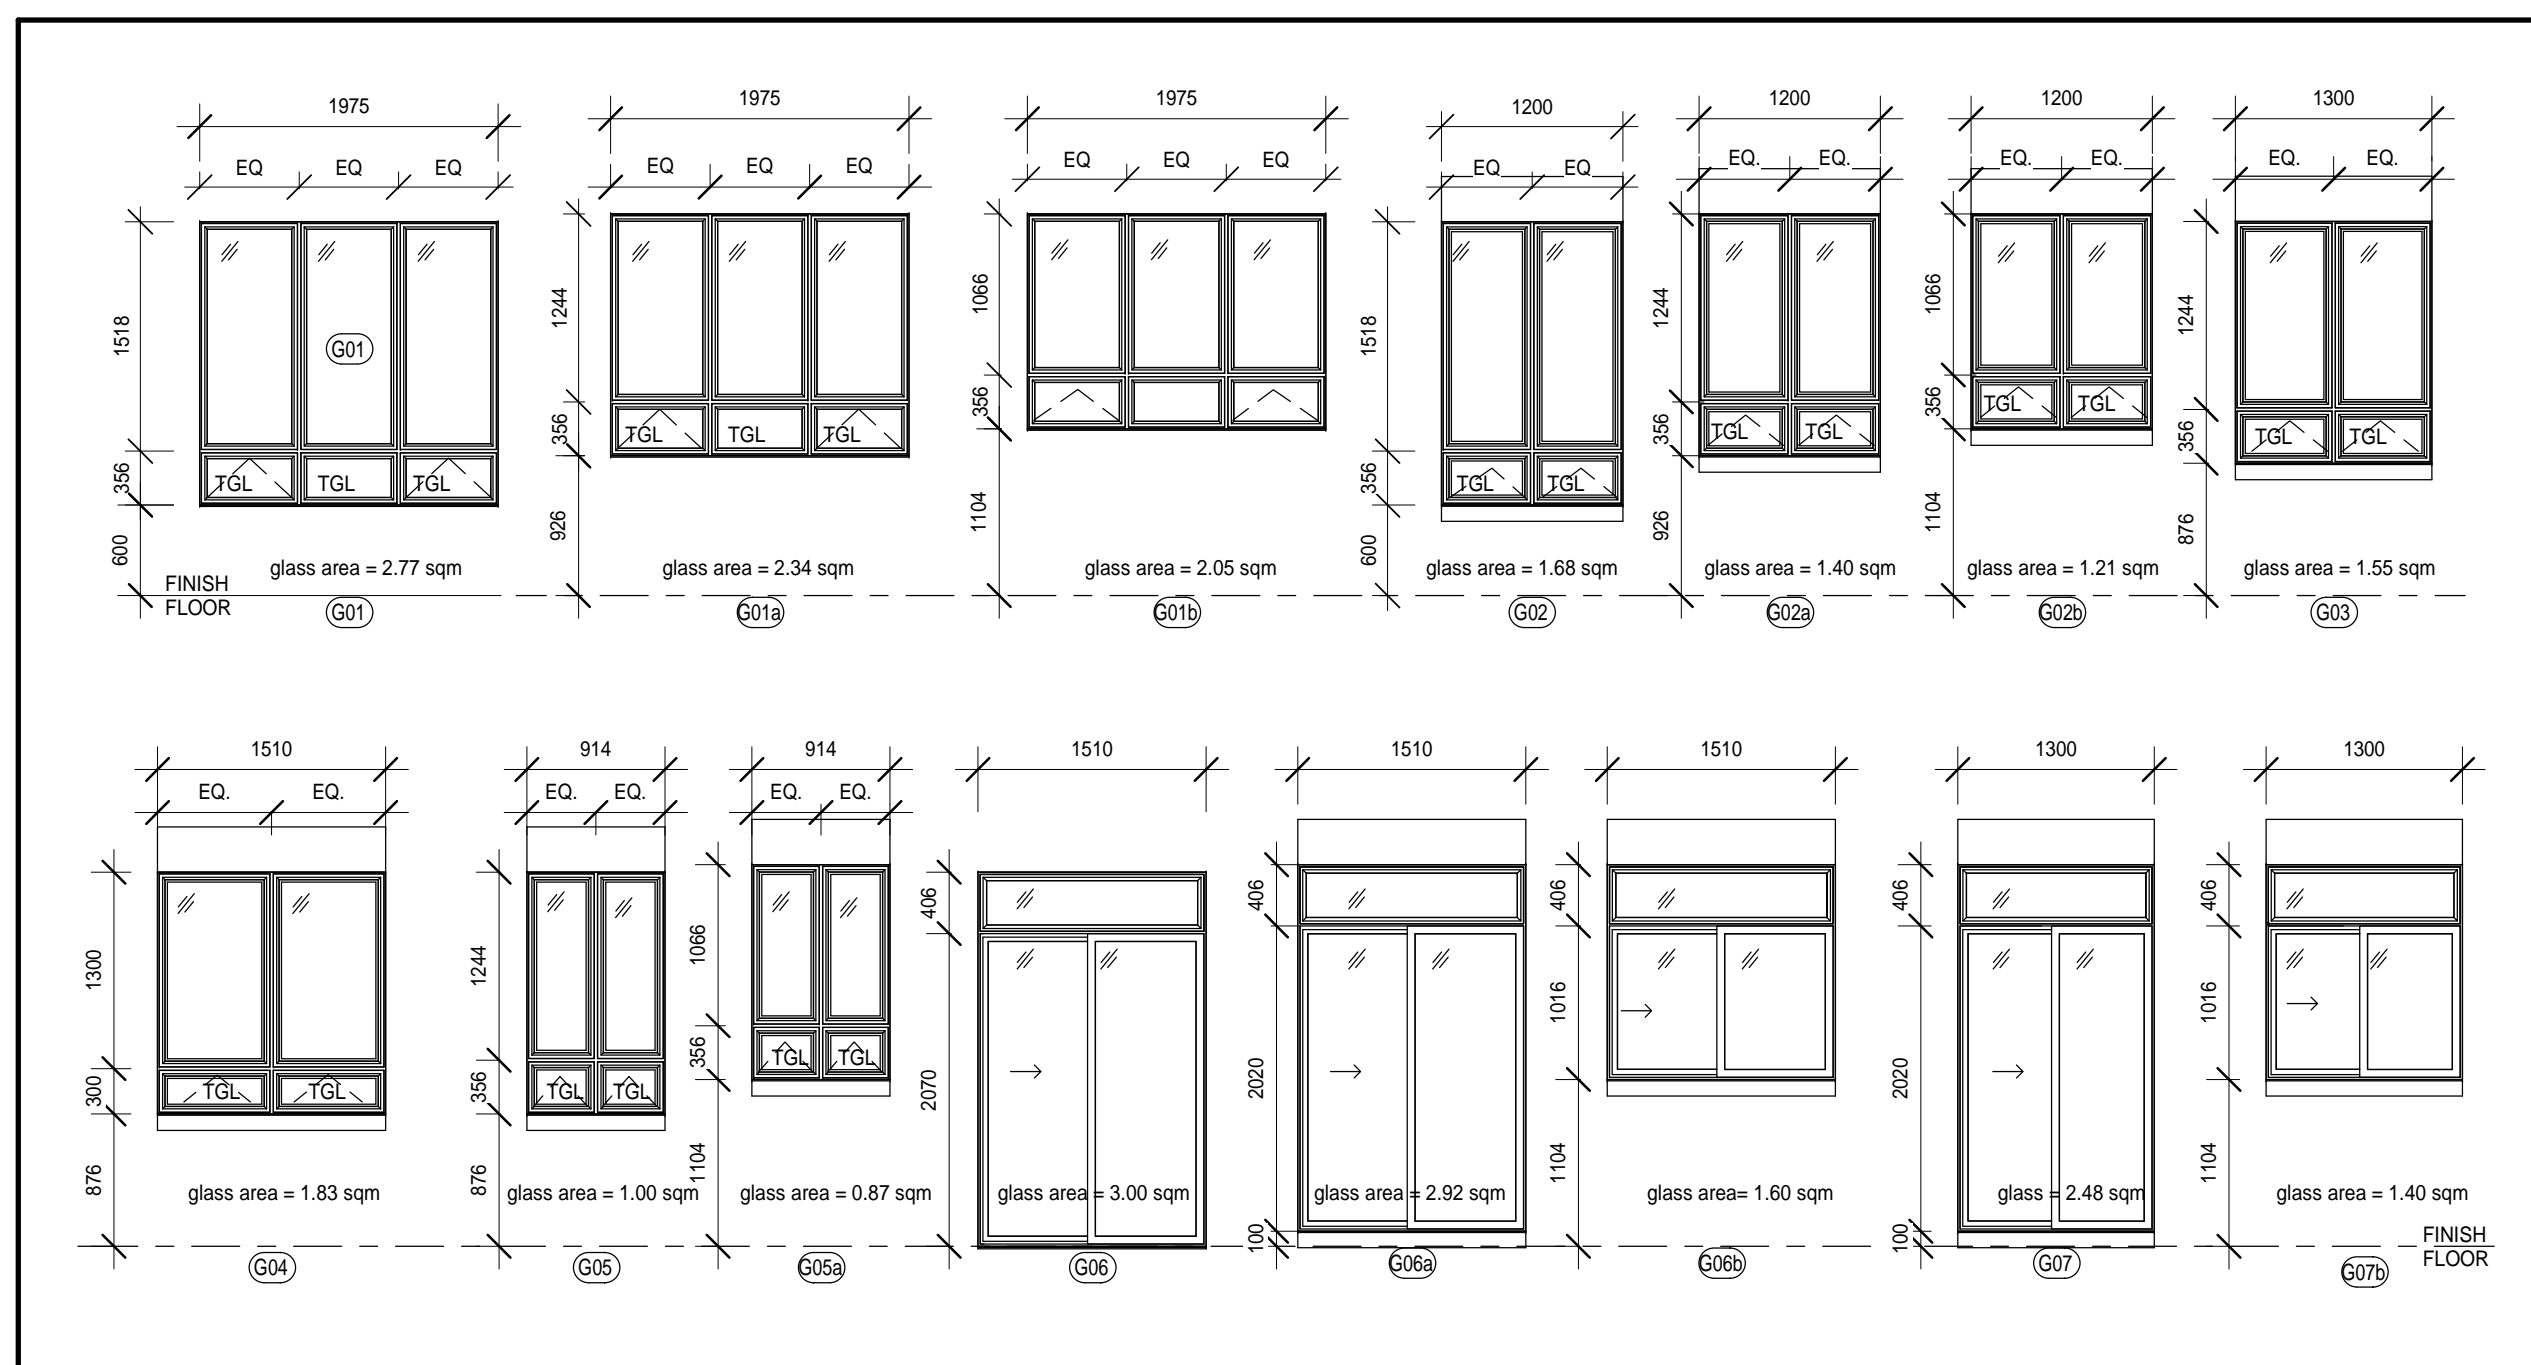 1975 1975 1975 1200 1200 1200 1300
EQ EQ EQ EQ EQ EQ EQ EQ EQ EQ EQ EQ. EQ. EQ. EQ. EQ. EQ.
1518 1244 1066 1518 1244 1066 1244
G01
356 356 356 356 356 356 356
TGL TGL TGL TGL TGL TGL TGL TGL TGL TGL TGL TGL TGL TGL
600 926 1104 600 926 1104 876
glass area = 2.77 sqm glass area = 2.34 sqm glass area = 2.05 sqm glass area = 1.68 sqm glass area = 1.40 sqm glass area = 1.21 sqm glass area = 1.55 sqm
FINISH
FLOOR
G01 G01a G01b G02 G02a G02b G03
1510 914 914 1510 1510 1510 1300 1300
EQ. EQ. EQ. EQ. EQ. EQ.
406 406 406 406 406
1300 1244 1066 1016 1016
300 356 356 2070 2020 2020
TGL TGL TGL TGL TGL TGL
876 876 1104 1104 1104
glass area = 1.83 sqm glass area = 1.00 sqm glass area = 0.87 sqm glass area = 3.00 sqm glass area = 2.92 sqm glass area= 1.60 sqm glass = 2.48 sqm glass area = 1.40 sqm
100 100
FINISH
FLOOR
G04 G05 G05a G06 G06a G06b G07 G07b